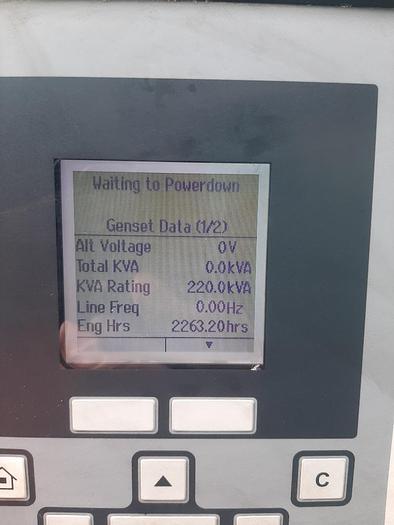 Waiting to Powerdown
Genset Data (1/2)
Alt Voltage 0V
Total KVA 0.0kVA
KVA Rating 220.0kVA
Line Freq 0.00Hz
Eng Hrs 2263.20hrs
C